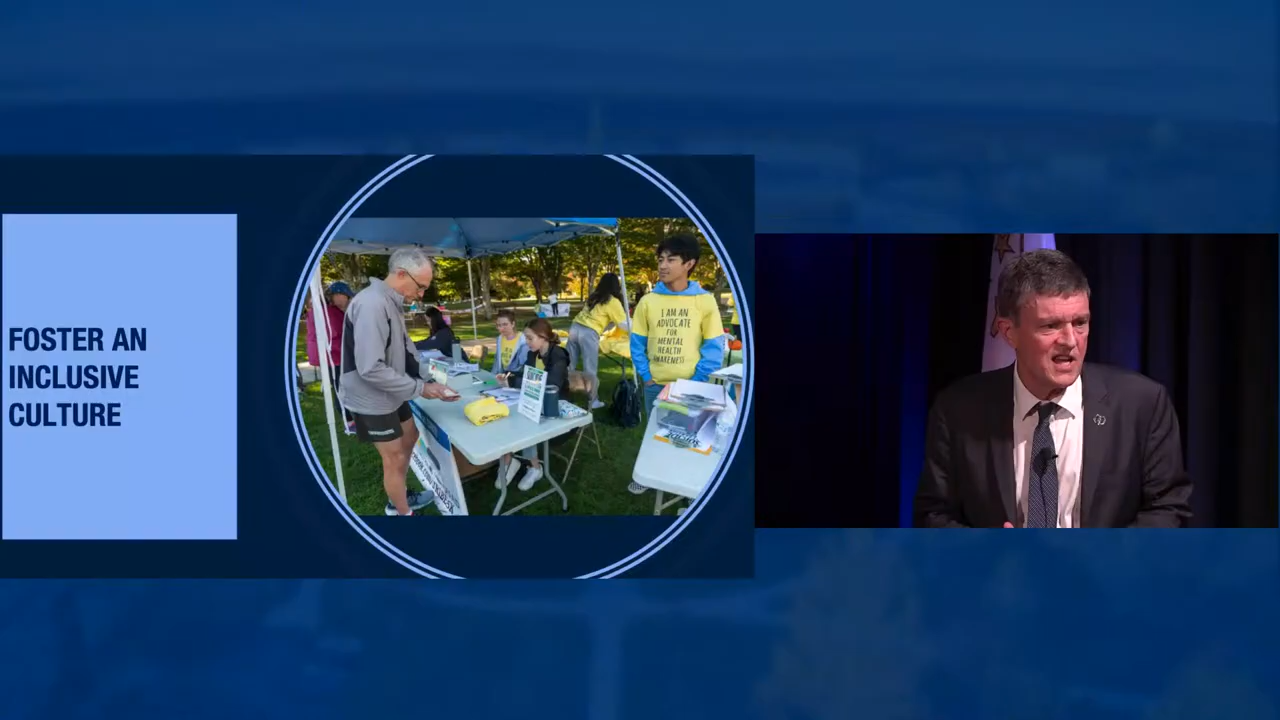 FOSTER AN
INCLUSIVE
CULTURE
I AM AN
ADVOCATE
FOR
MENTAL
HEALTH
AWARENESS